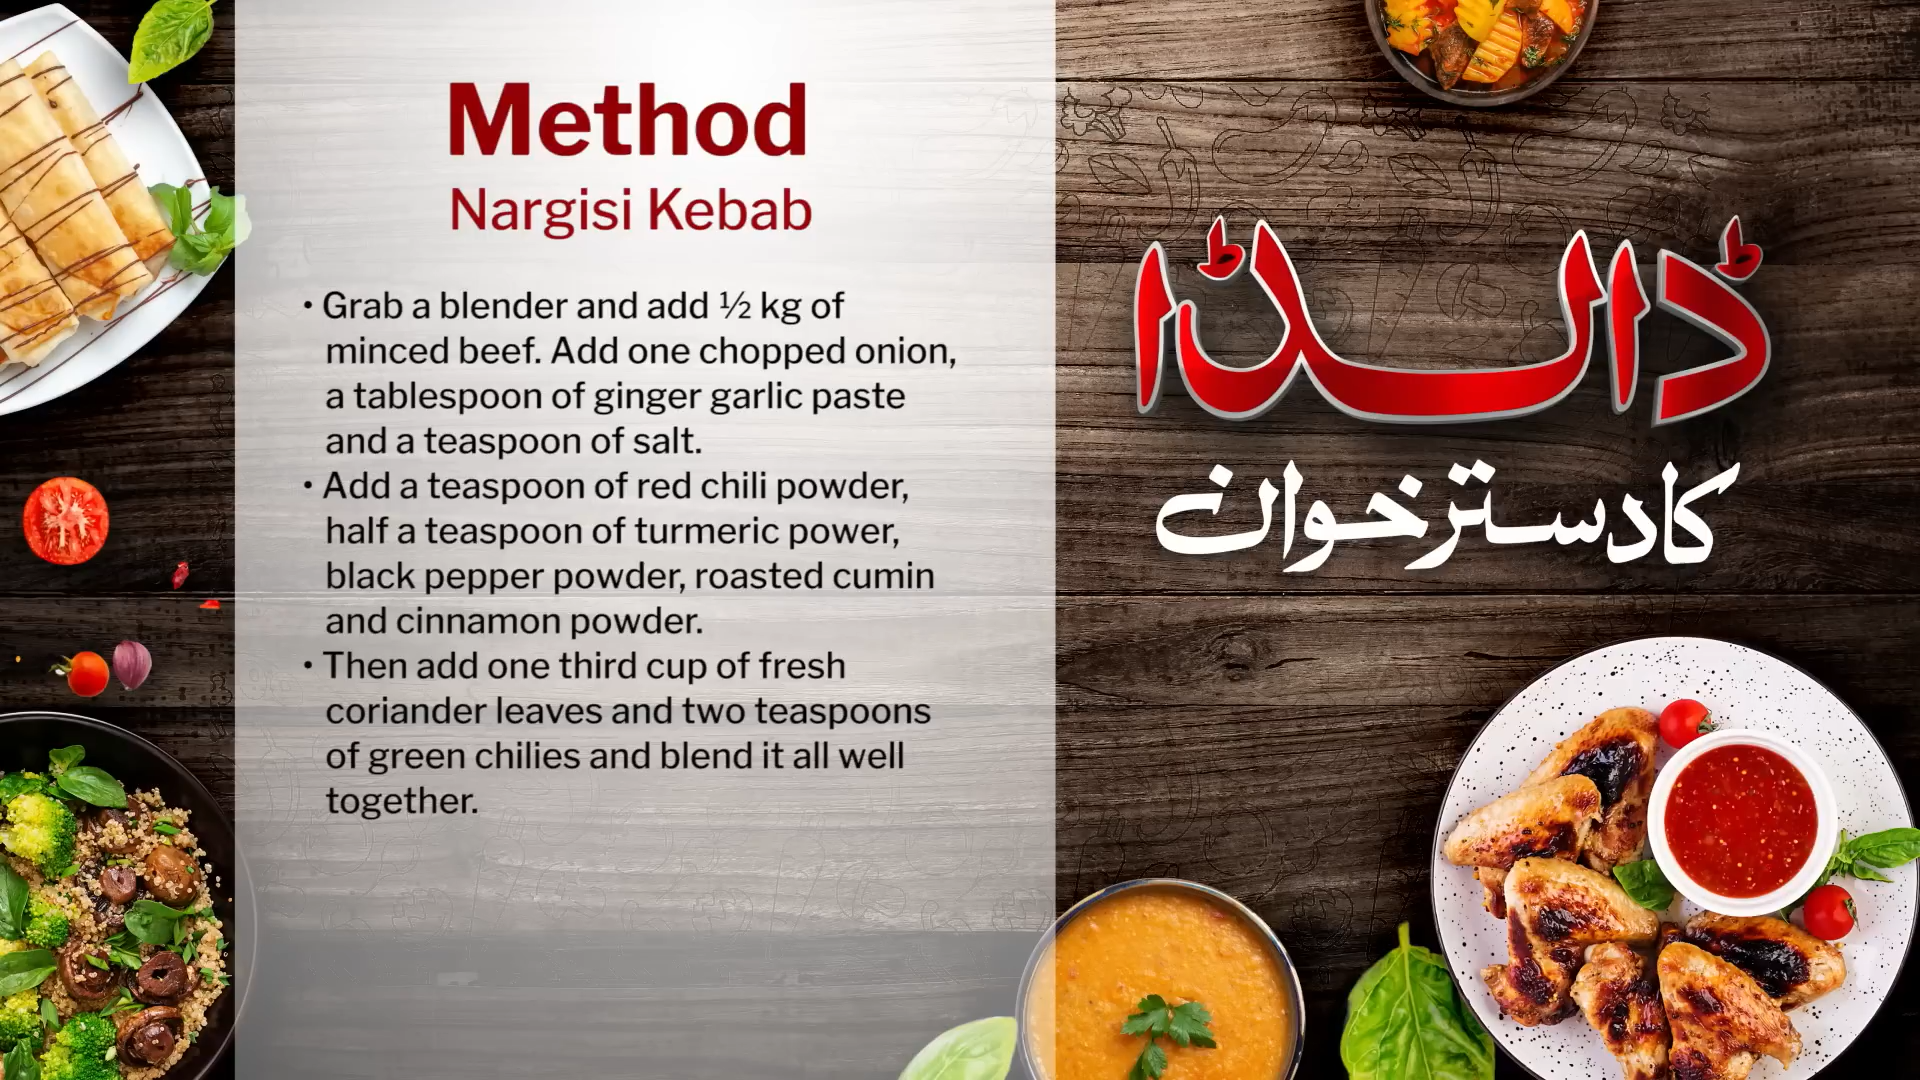 Method
Nargisi Kebab
• Grab a blender and add ½ kg of
minced beef. Add one chopped onion,
a tablespoon of ginger garlic paste
and a teaspoon of salt.
• Add a teaspoon of red chili powder,
half a teaspoon of turmeric power,
black pepper powder, roasted cumin
and cinnamon powder.
• Then add one third cup of fresh
coriander leaves and two teaspoons
of green chilies and blend it all well
together.
ڈالڈا
کا دسترخوان